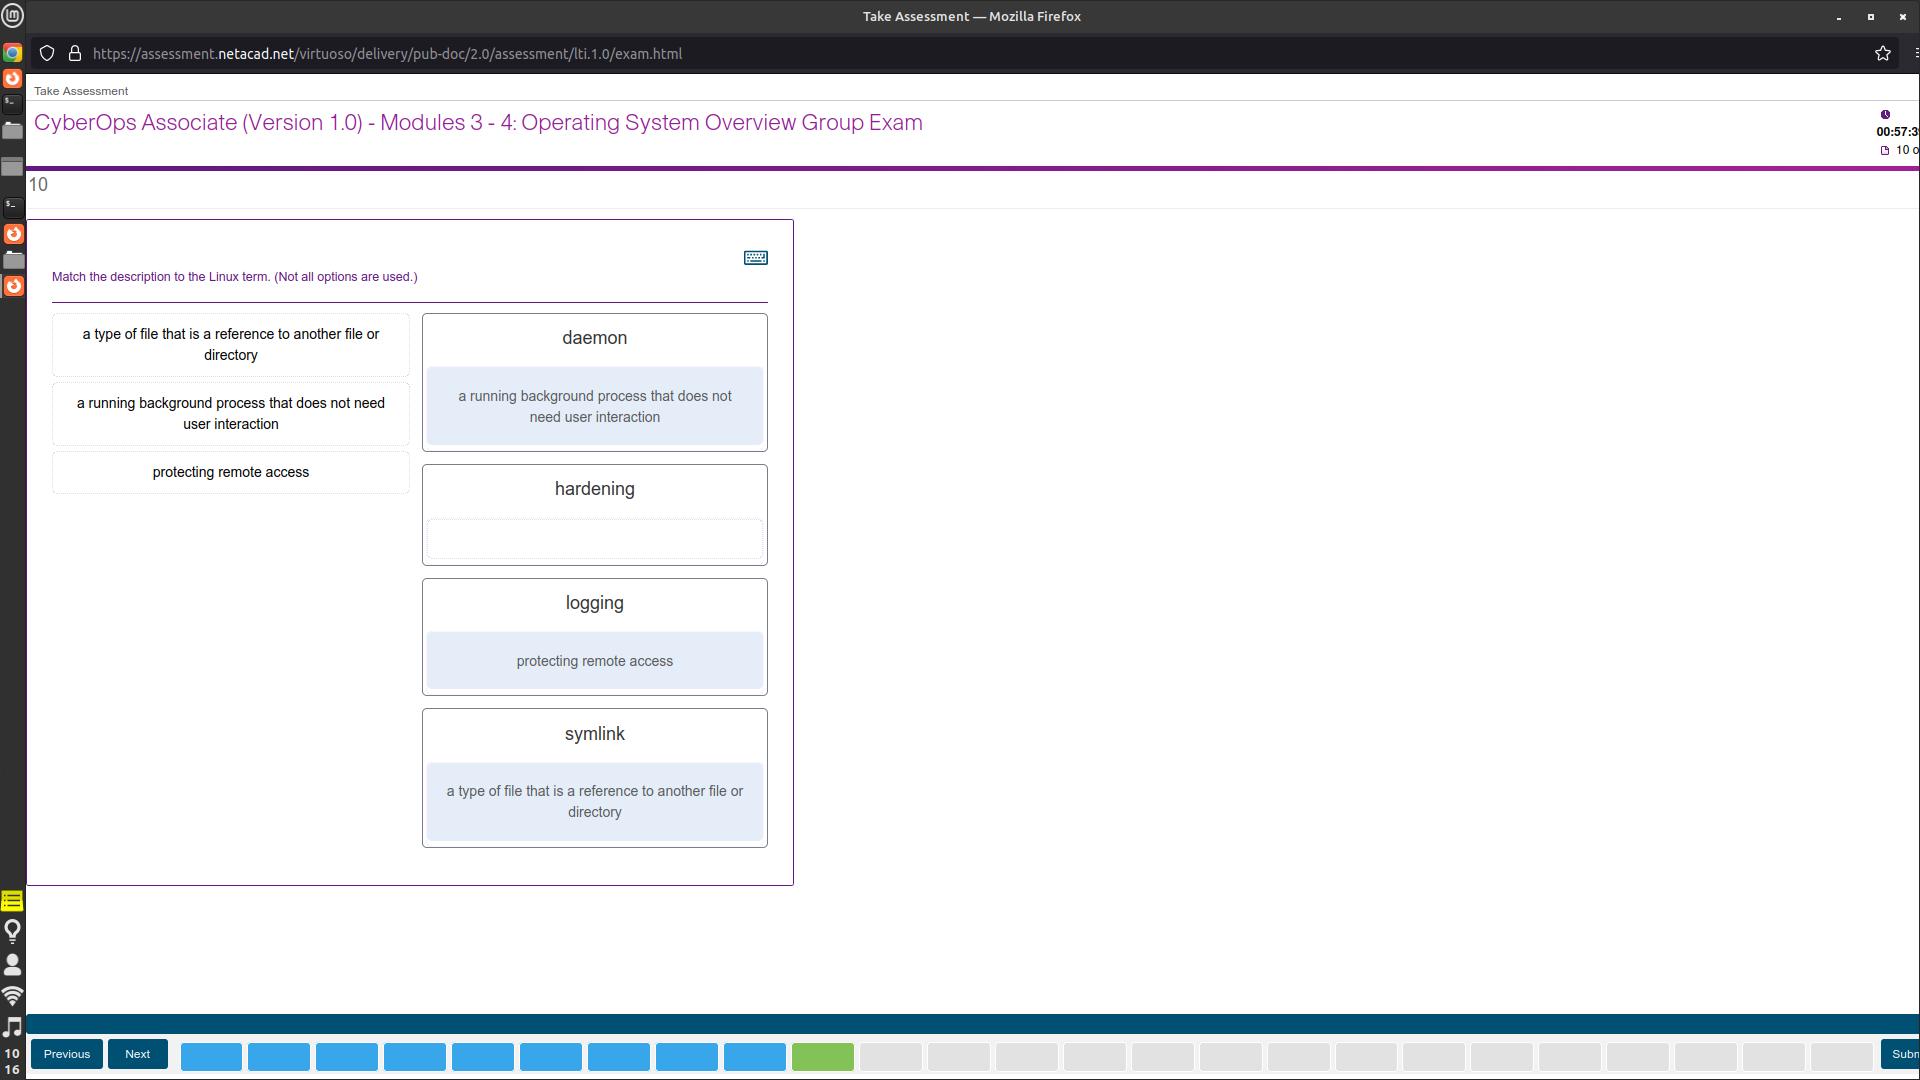 Take Assessment — Mozilla Firefox
https://assessment.netacad.net/virtuoso/delivery/pub-doc/2.0/assessment/lti.1.0/exam.html
Take Assessment
CyberOps Associate (Version 1.0) - Modules 3 - 4: Operating System Overview Group Exam
00:57:3
10 o
10
Match the description to the Linux term. (Not all options are used.)
a type of file that is a reference to another file or
directory
a running background process that does not need
user interaction
protecting remote access
daemon
a running background process that does not
need user interaction
hardening
logging
protecting remote access
symlink
a type of file that is a reference to another file or
directory
Previous
Next
Subm
10
16